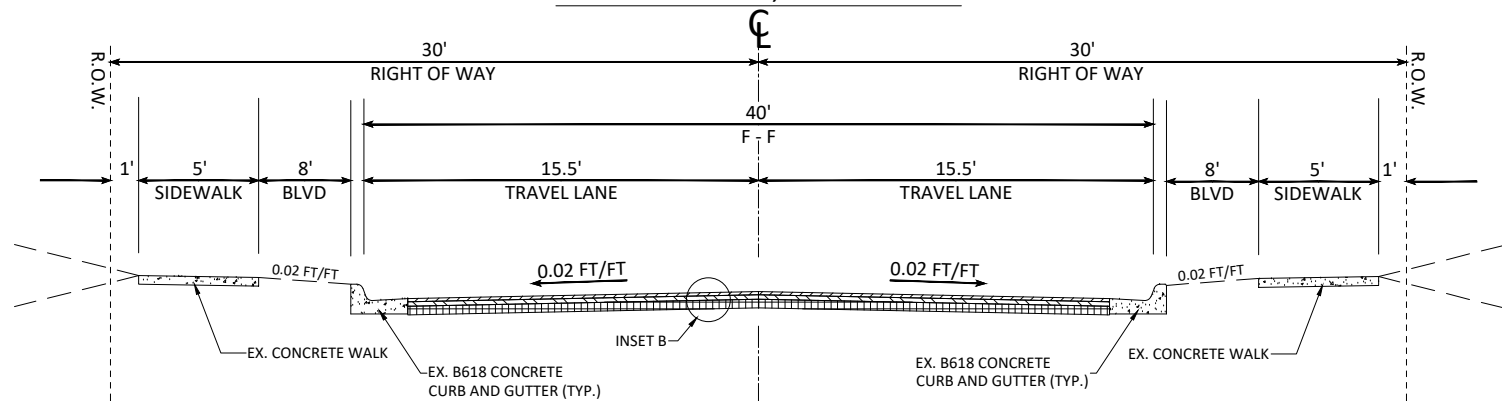 ℄
30'
30'
RIGHT OF WAY
RIGHT OF WAY
R.O.W.
R.O.W.
40'
F - F
1'
5'
8'
15.5'
15.5'
8'
5'
1'
SIDEWALK
BLVD
TRAVEL LANE
TRAVEL LANE
BLVD
SIDEWALK
0.02 FT/FT
0.02 FT/FT
0.02 FT/FT
0.02 FT/FT
INSET B
EX. CONCRETE WALK
EX. B618 CONCRETE
CURB AND GUTTER (TYP.)
EX. B618 CONCRETE
CURB AND GUTTER (TYP.)
EX. CONCRETE WALK